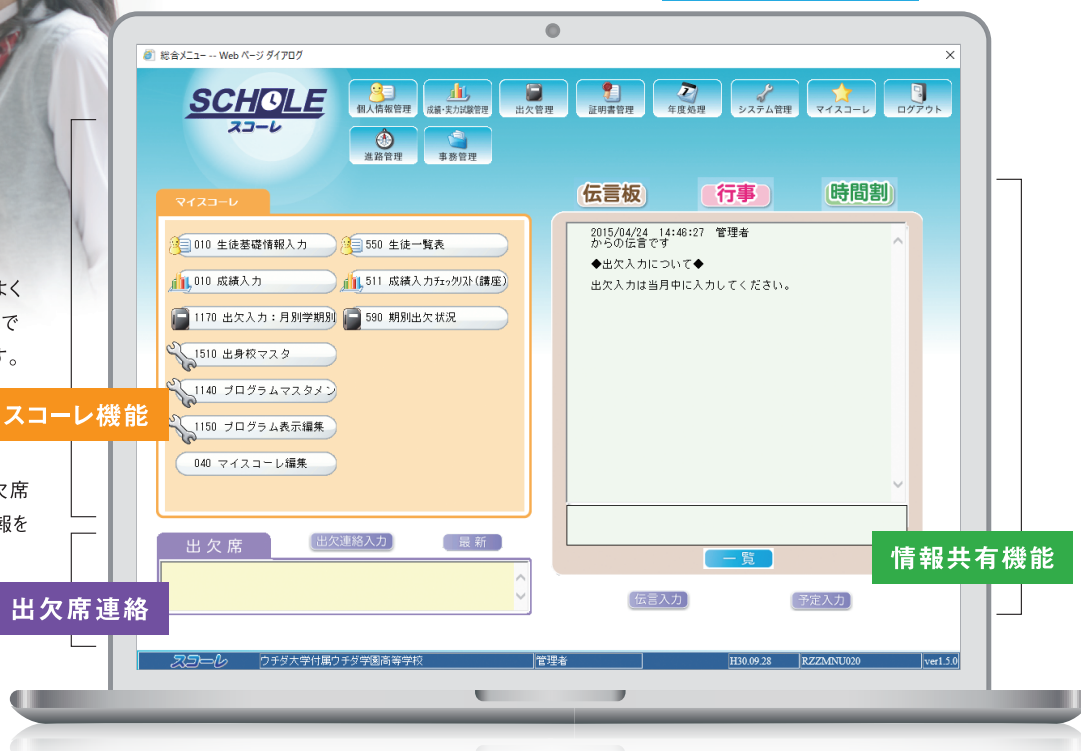 総合メニュー -- Web ページ ダイアログ
SCHOLE
スコーレ
個人情報管理
成績・実力試験管理
出欠管理
証明書管理
年度処理
システム管理
マイスコーレ
ログアウト
進路管理
事務管理
マイスコーレ
010 生徒基礎情報入力
550 生徒一覧表
010 成績入力
511 成績入力ﾁｪｯｸﾘｽﾄ(講座)
1170 出欠入力：月別学期別
590 期別出欠状況
1510 出身校マスタ
1140 プログラムマスタメン
1150 プログラム表示編集
040 マイスコーレ編集
伝言板
行事
時間割
2015/04/24 14:46:27 管理者
からの伝言です
◆出欠入力について◆
出欠入力は当月中に入力してください。
一覧
伝言入力
予定入力
出欠席
出欠連絡入力
最新
スコーレ
ウチダ大学付属ウチダ学園高等学校
管理者
H30.09.28
RZZMNU020
ver1.5.0
よく
で
す。
スコーレ機能
欠席
報を
出欠席連絡
情報共有機能